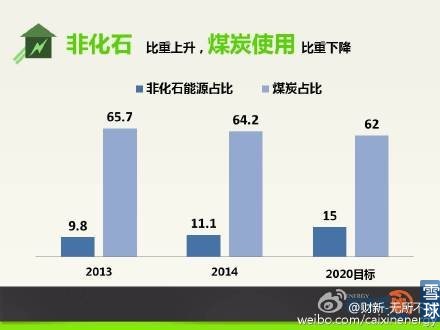 非化石 比重上升，煤炭使用 比重下降
非化石能源占比 煤炭占比
65.7 64.2 62
9.8 11.1 15
2013 2014 2020目标
ENERGY
@财新-无所不
weibo.com/caixinenergy
雪球